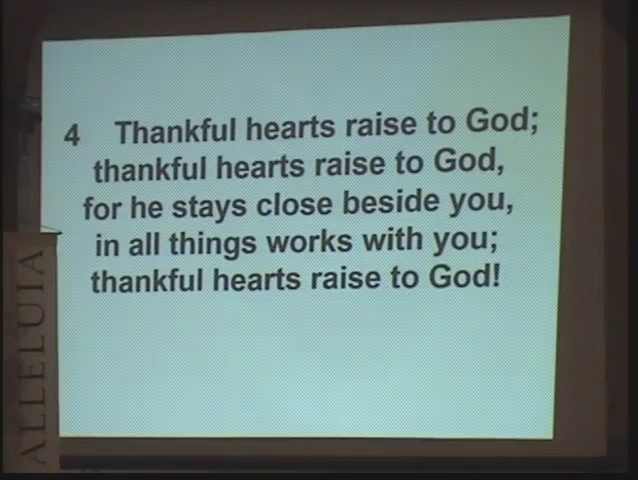 4 Thankful hearts raise to God;
thankful hearts raise to God,
for he stays close beside you,
in all things works with you;
thankful hearts raise to God!
ALLELUIA